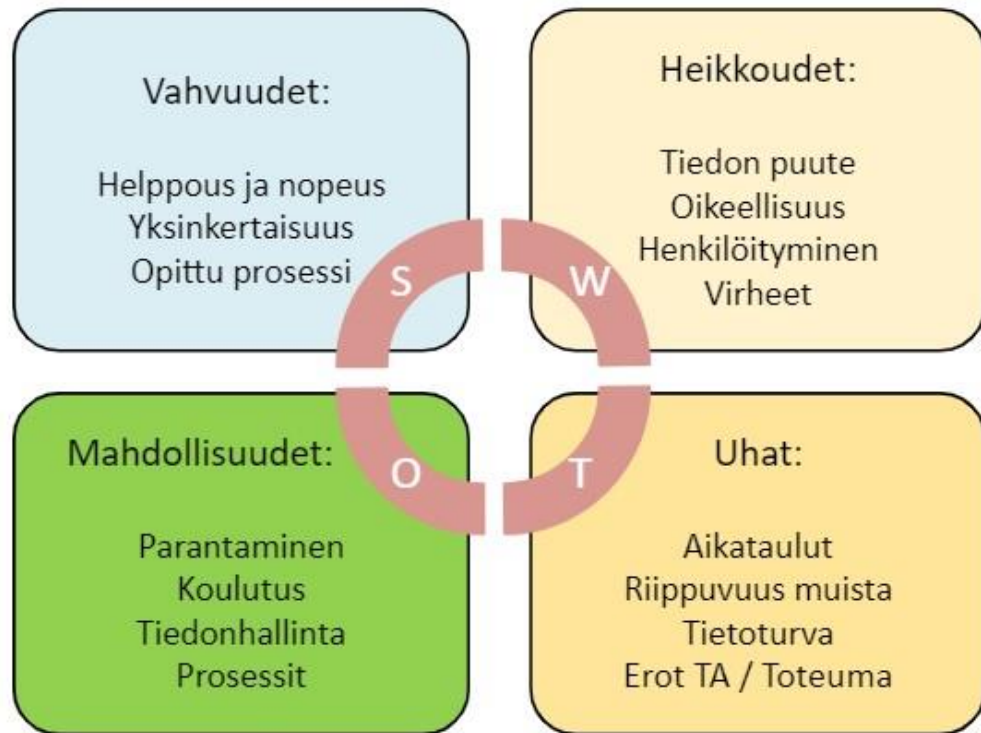 Vahvuudet:
Helppous ja nopeus
Yksinkertaisuus
Opittu prosessi
Heikkoudet:
Tiedon puute
Oikeellisuus
Henkilöityminen
Virheet
S
W
O
T
Mahdollisuudet:
Parantaminen
Koulutus
Tiedonhallinta
Prosessit
Uhat:
Aikataulut
Riippuvuus muista
Tietoturva
Erot TA / Toteuma